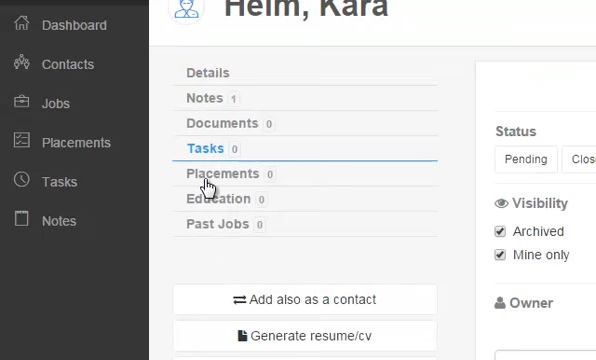 Helm, Kara
Dashboard
Contacts
Jobs
Placements
Tasks
Notes
Details
Notes 1
Documents 0
Tasks 0
Placements 0
Education 0
Past Jobs 0
Add also as a contact
Generate resume/cv
Status
Pending Clos
Visibility
Archived
Mine only
Owner